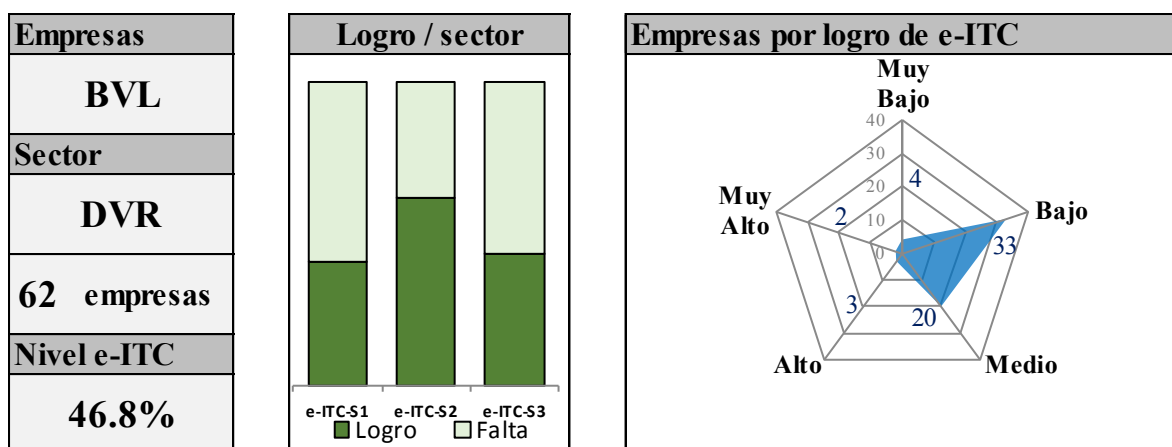 Empresas
BVL
Sector
DVR
62 empresas
Nivel e-ITC
46.8%
Logro / sector
e-ITC-S1 e-ITC-S2 e-ITC-S3
Logro Falta
Empresas por logro de e-ITC
Muy
Bajo
40
30
20
10
0
4
Bajo
33
Medio
20
Alto
3
Muy
Alto
2